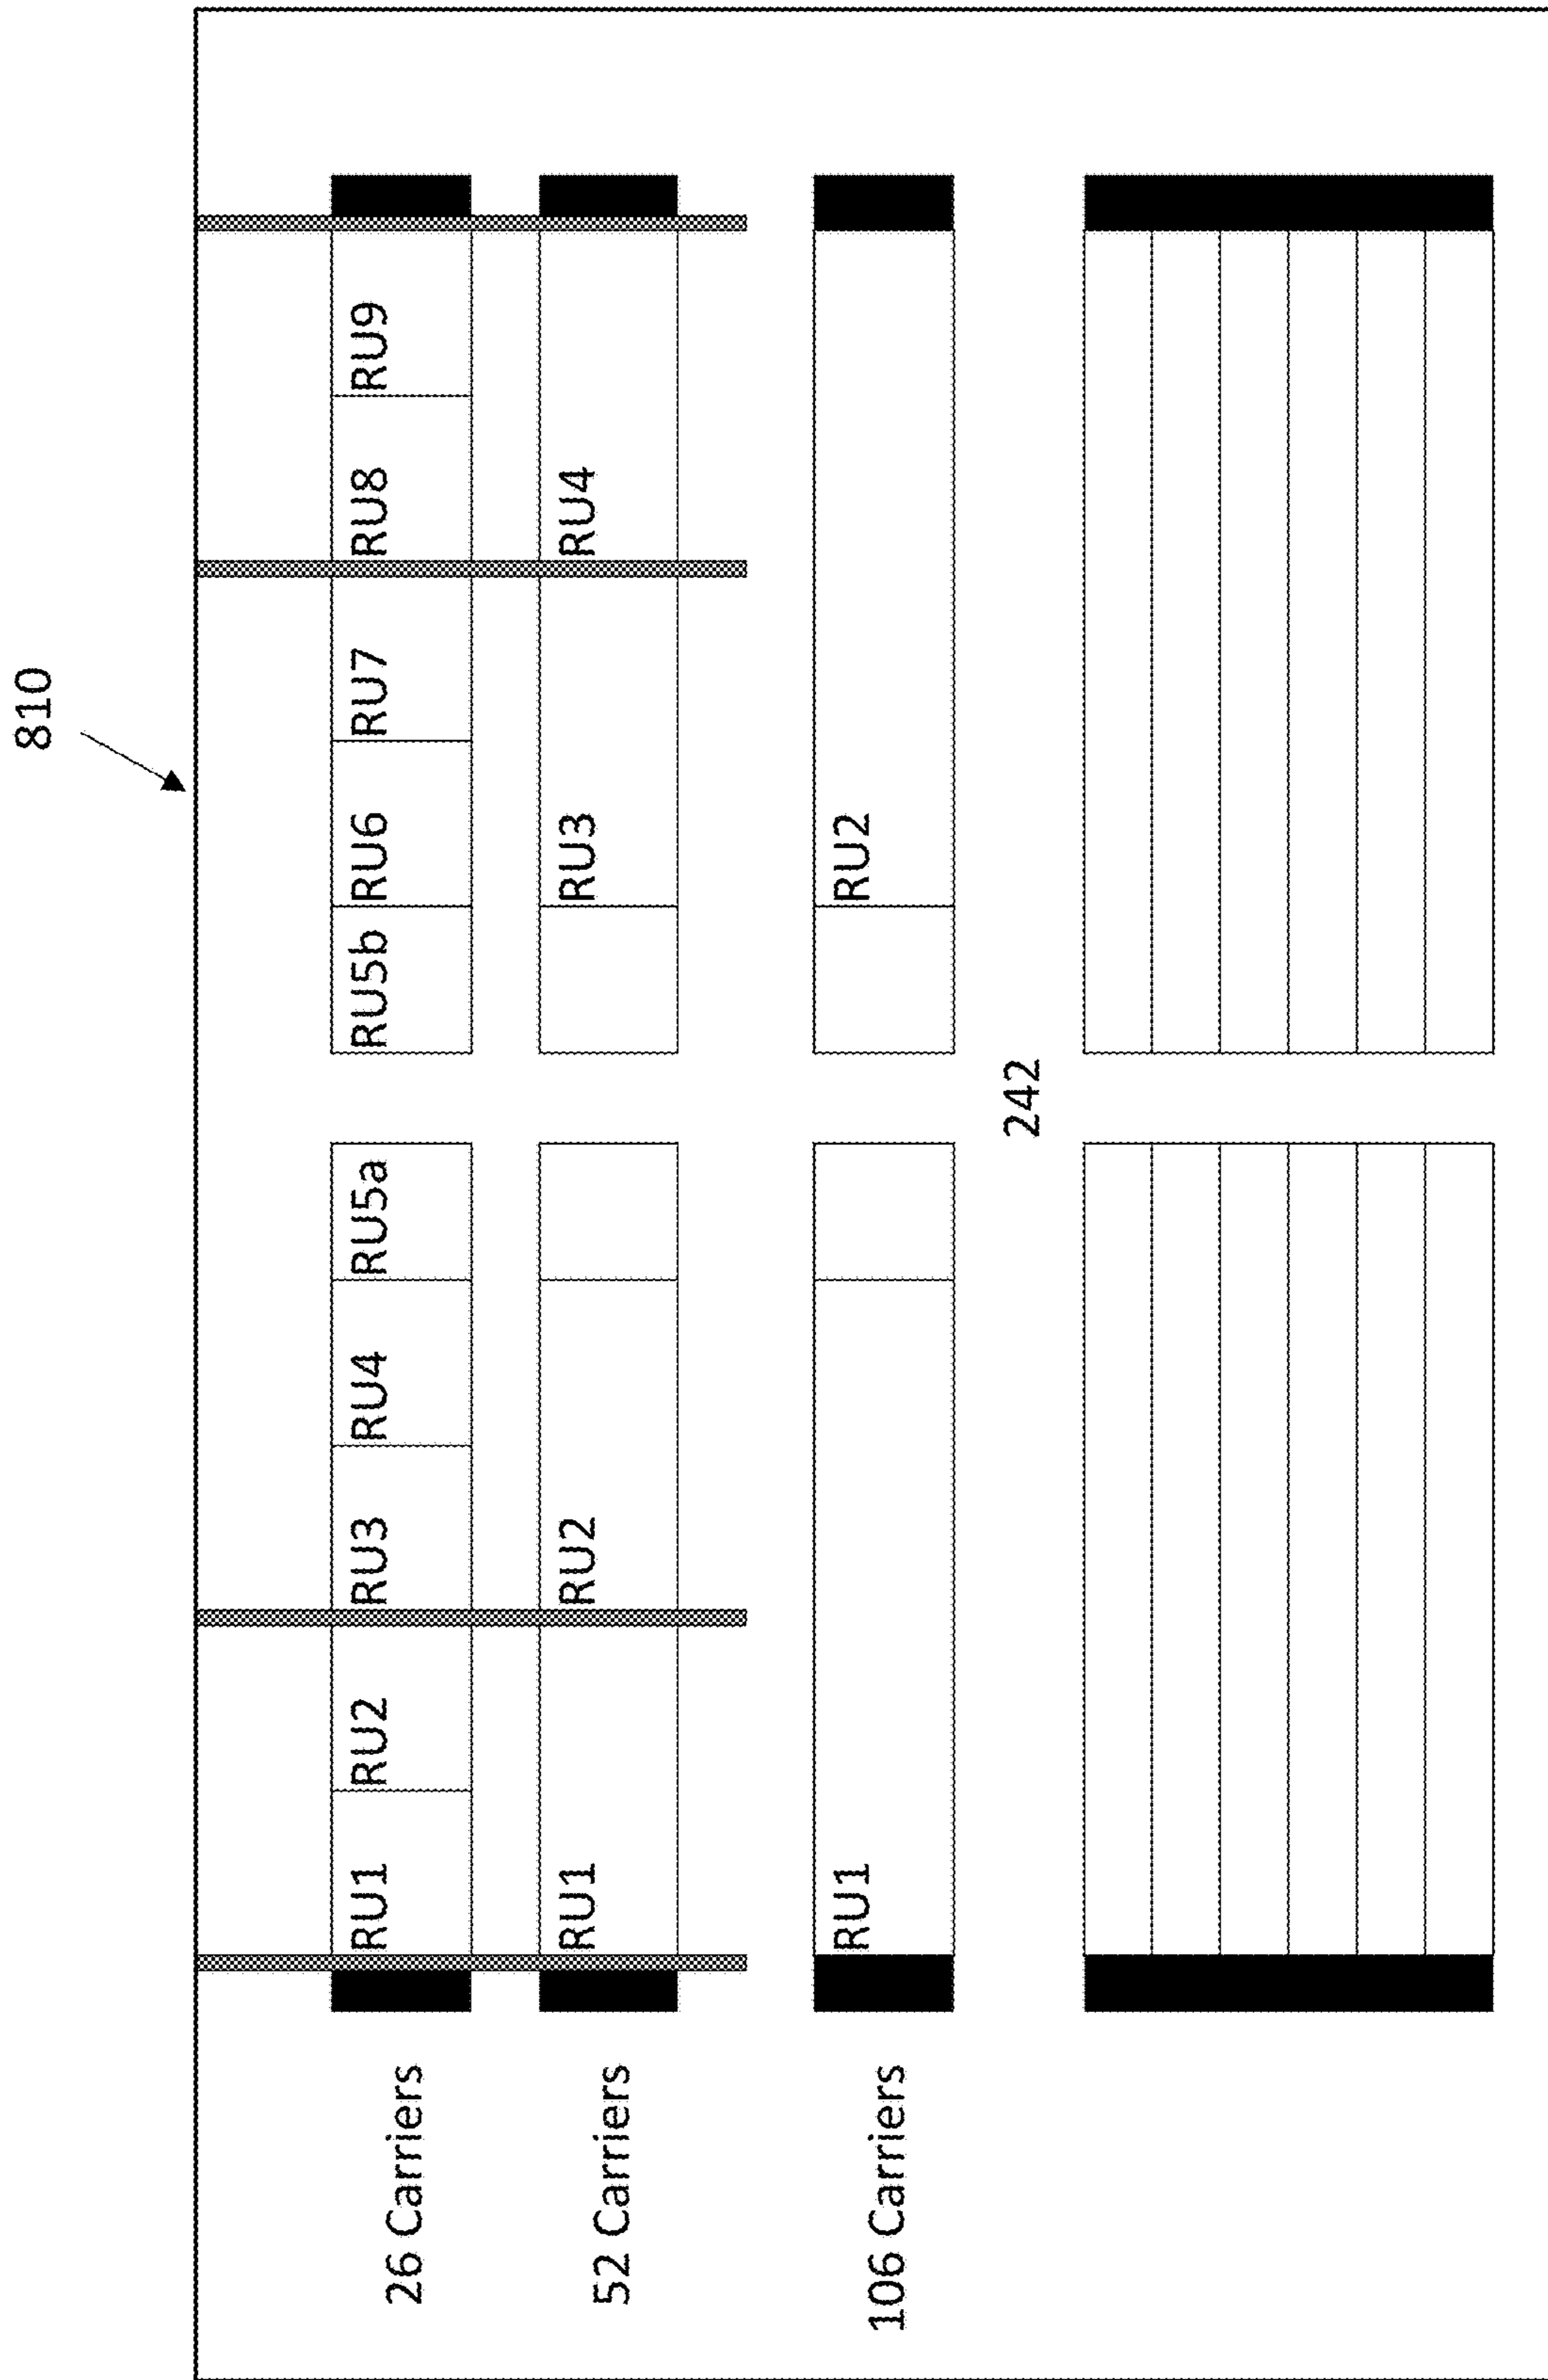 810
26 Carriers
RU1 RU2 RU3 RU4 RU5a RU5b RU6 RU7 RU8 RU9
52 Carriers
RU1 RU2 RU3 RU4
106 Carriers
RU1 RU2
242